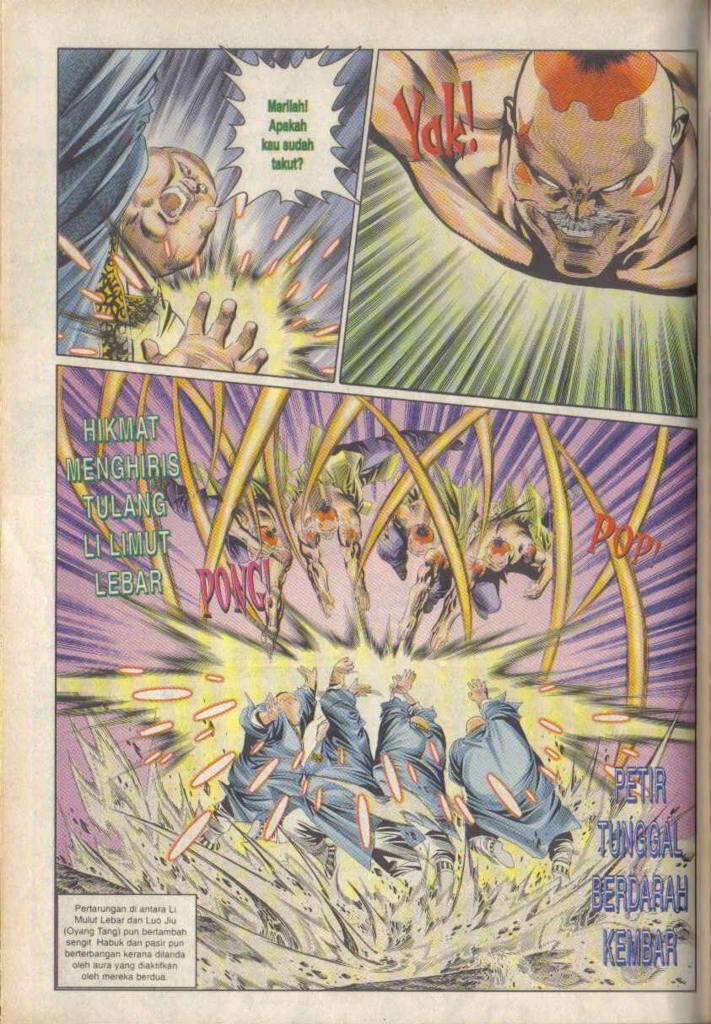 Marilah!
Apakah
kau sudah
takut?
Yak!
HIKMAT
MENGHIRIS
TULANG
LI LIMUT
LEBAR
PONG!
POP!
PETIR
TUNGGAL
BERDARAH
KEMBAR
Pertarungan di antara Li
Mulut Lebar dan Luo Jiu
(Oyang Tang) pun bertambah
sengit. Habuk dan pasir pun
berterbangan kerana dilanda
oleh aura yang diaktifkan
oleh mereka berdua.